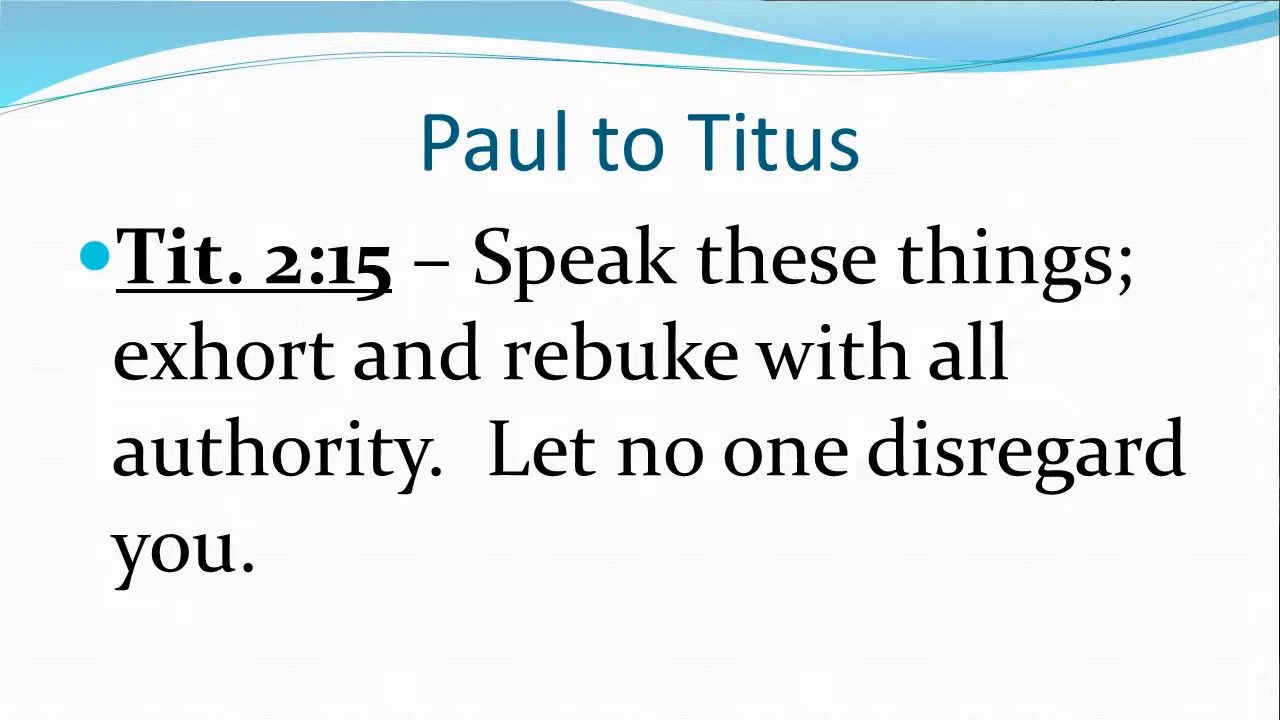 Paul to Titus
•Tit. 2:15 – Speak these things;
exhort and rebuke with all
authority.  Let no one disregard
you.